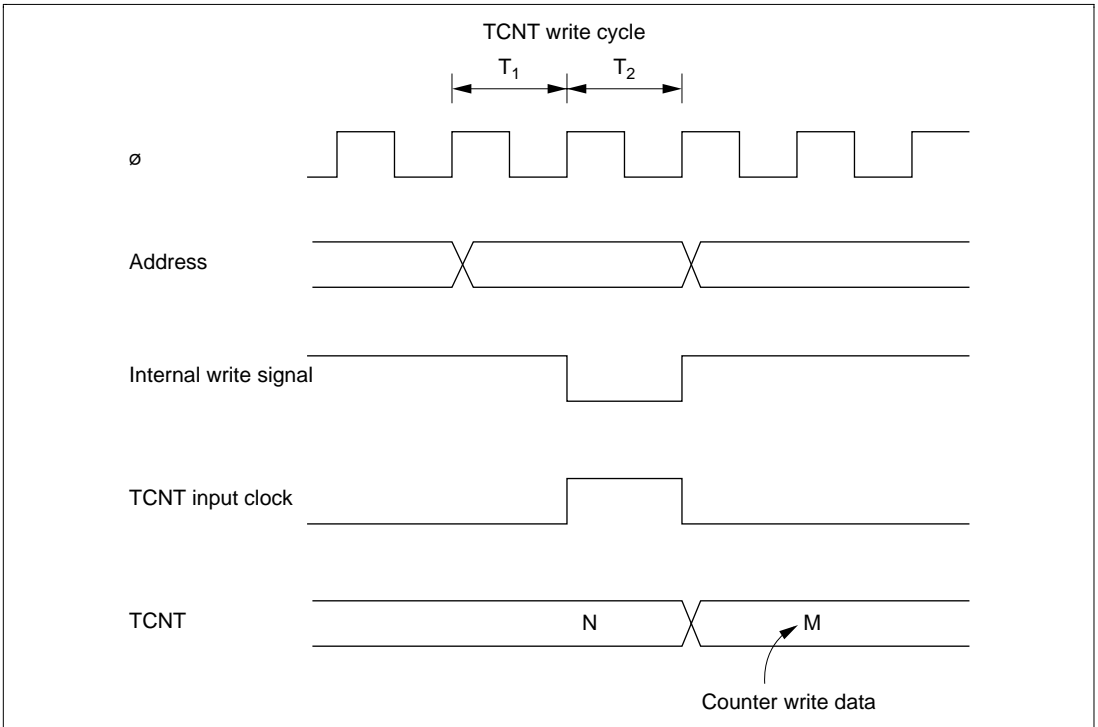 TCNT write cycle
T1 T2
ø
Address
Internal write signal
TCNT input clock
TCNT N M
Counter write data